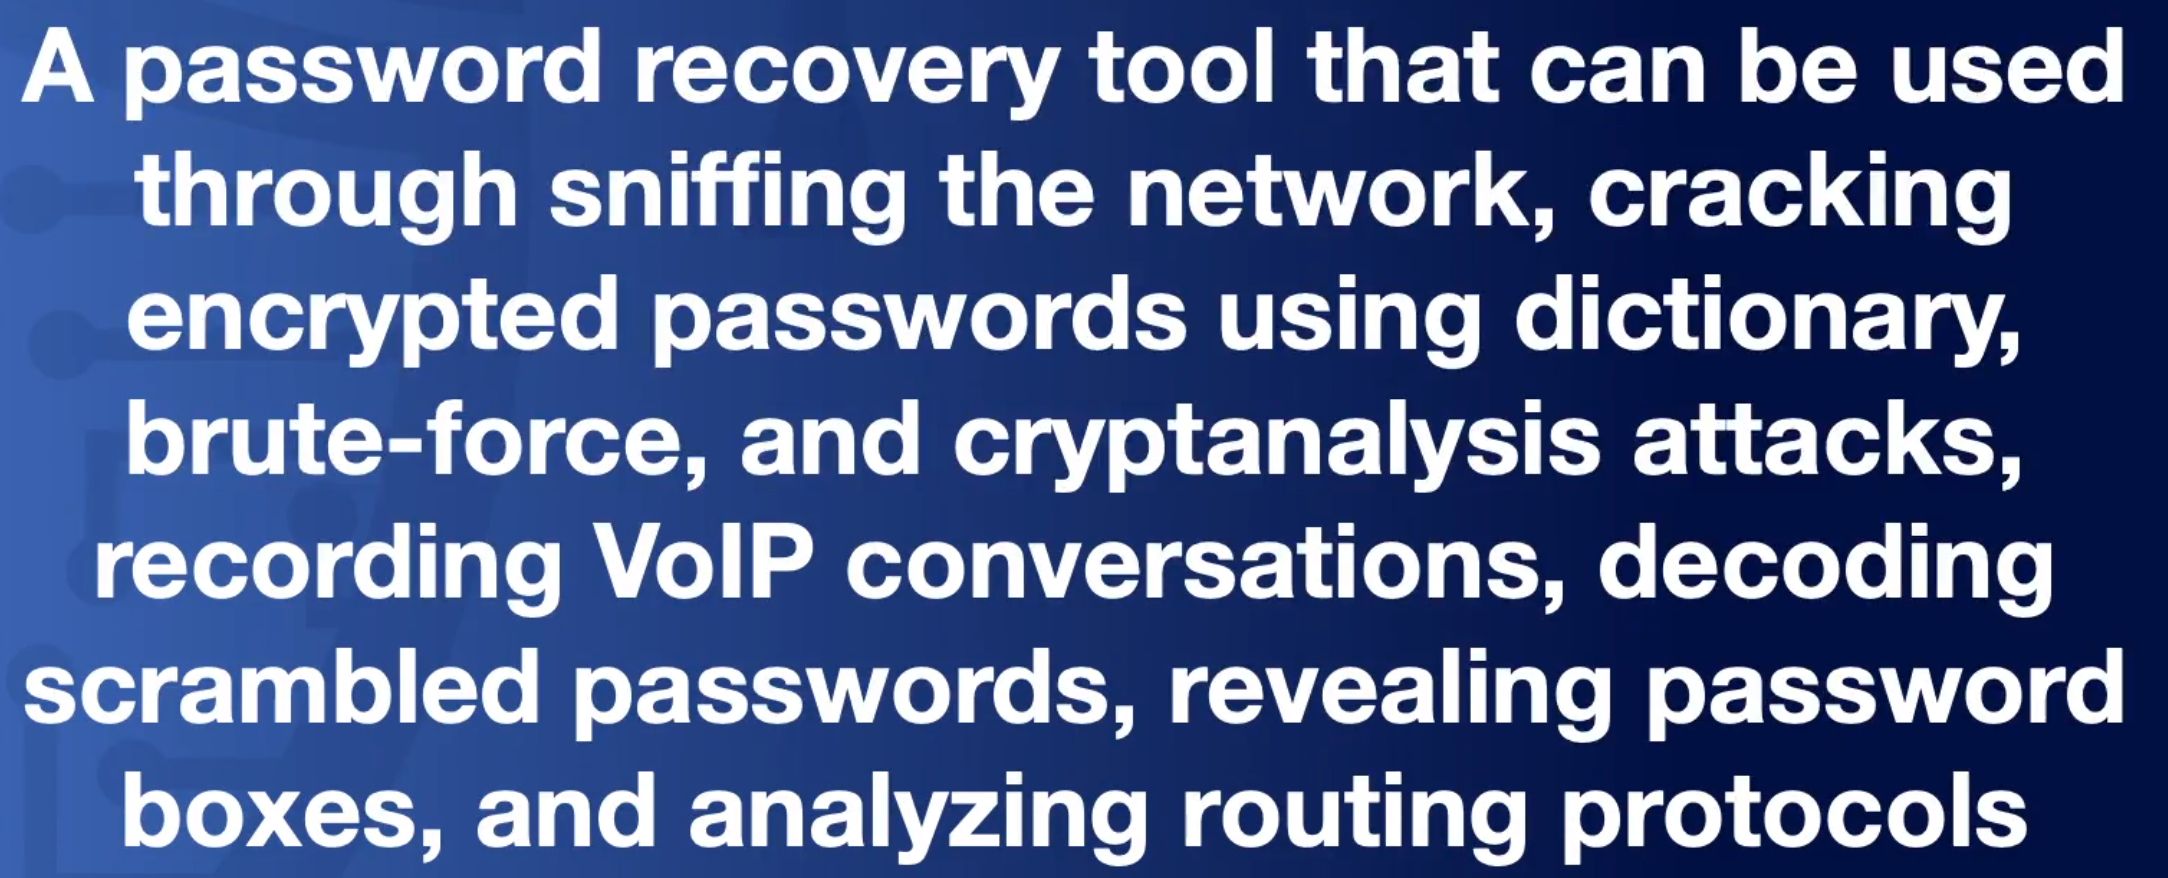 A password recovery tool that can be used
through sniffing the network, cracking
encrypted passwords using dictionary,
brute-force, and cryptanalysis attacks,
recording VoIP conversations, decoding
scrambled passwords, revealing password
boxes, and analyzing routing protocols